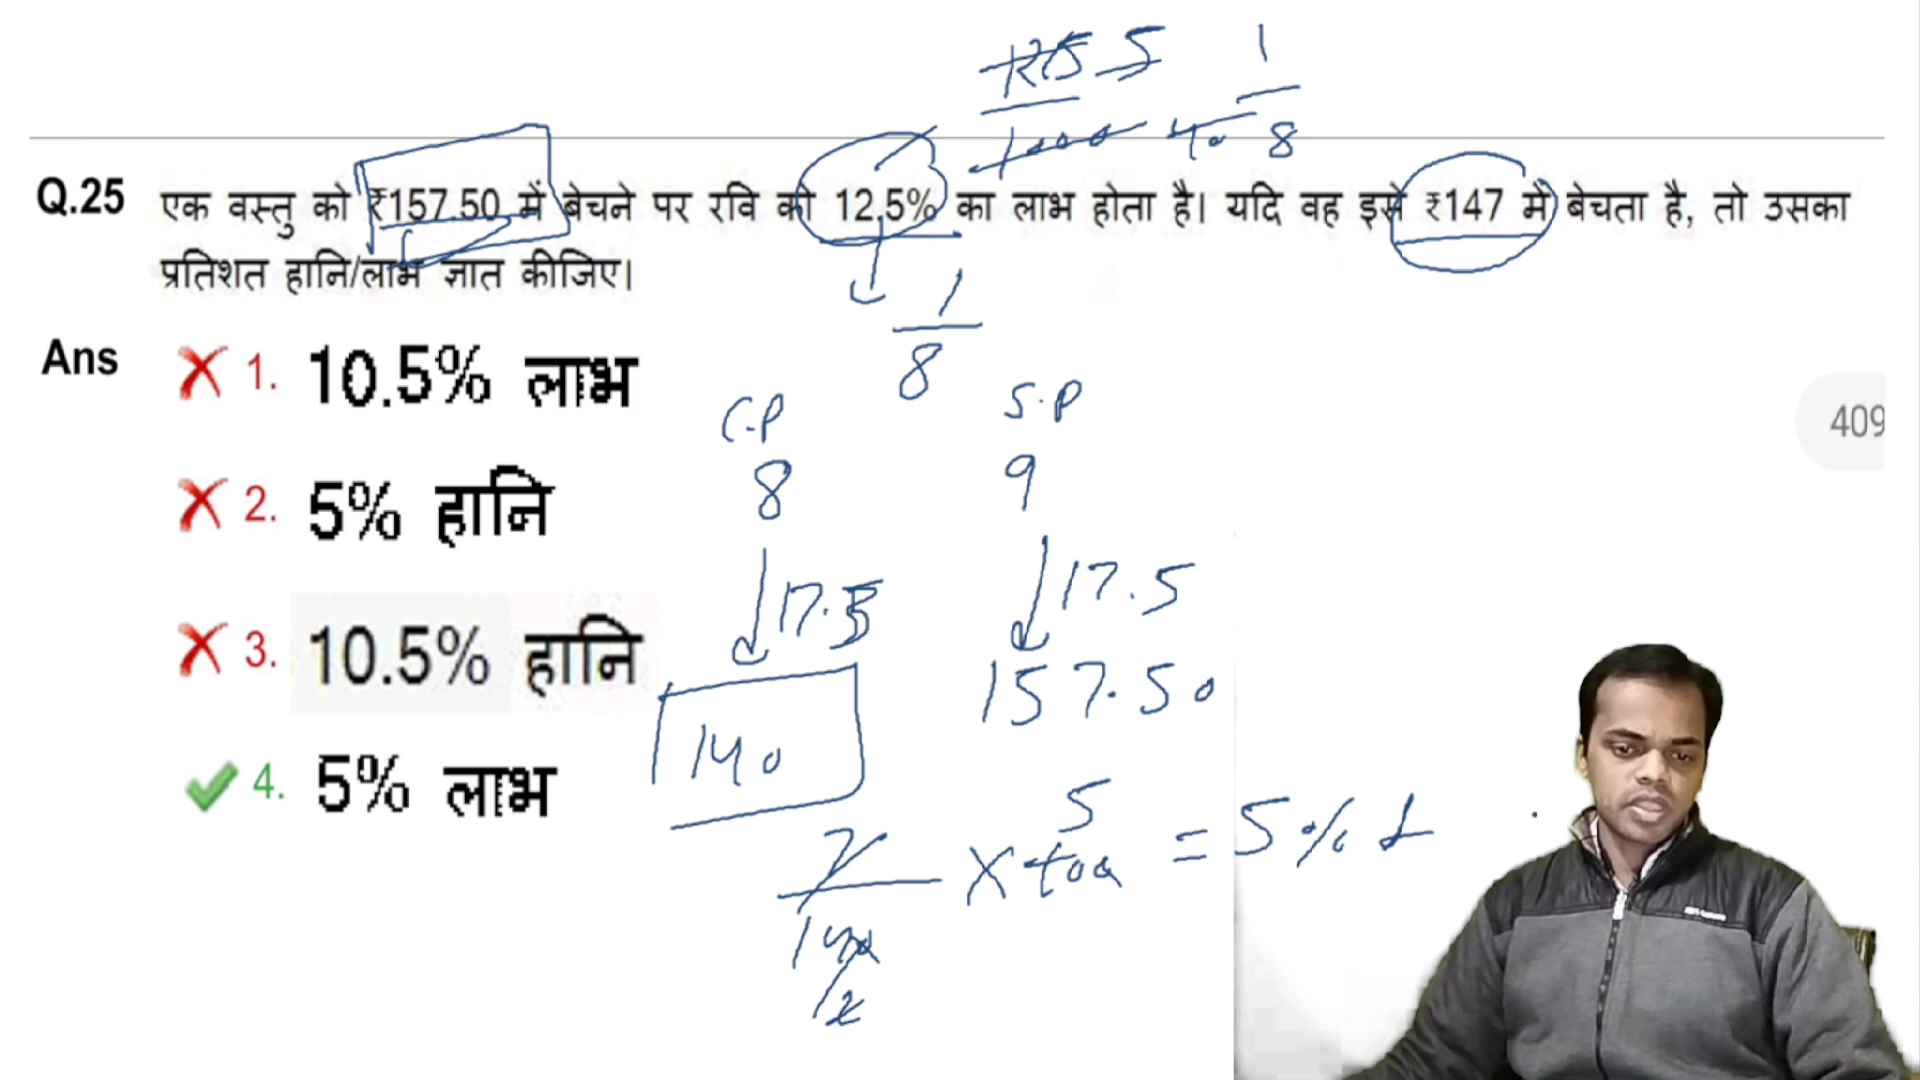 125 5 1
1000 40 8
Q.25 एक वस्तु को ₹157.50 में बेचने पर रवि को 12.5% का लाभ होता है। यदि वह इसे ₹147 में बेचता है, तो उसका
प्रतिशत हानि/लाभ ज्ञात कीजिए।
1
8
Ans 1. 10.5% लाभ
C.P S.P
8 9
2. 5% हानि
17.5 17.5
3. 10.5% हानि
140 157.50
4. 5% लाभ
7 × 100 5 = 5%
140
409